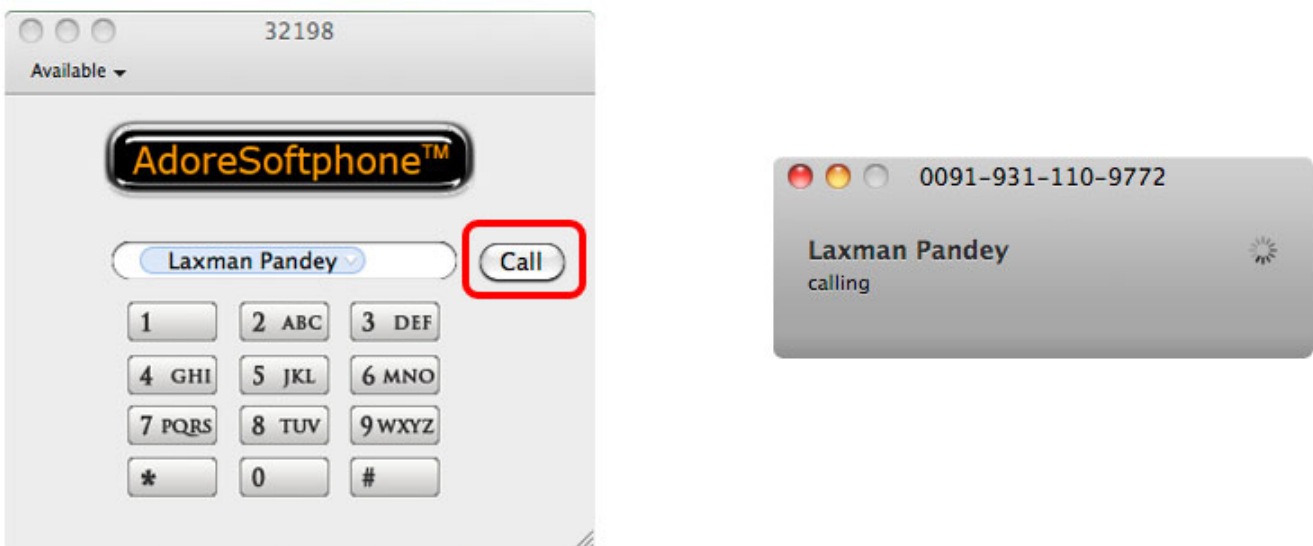 32198
Available
AdoreSoftphone™
Laxman Pandey
Call
1
2 ABC
3 DEF
4 GHI
5 JKL
6 MNO
7 PQRS
8 TUV
9 WXYZ
*
0
#
0091-931-110-9772
Laxman Pandey
calling